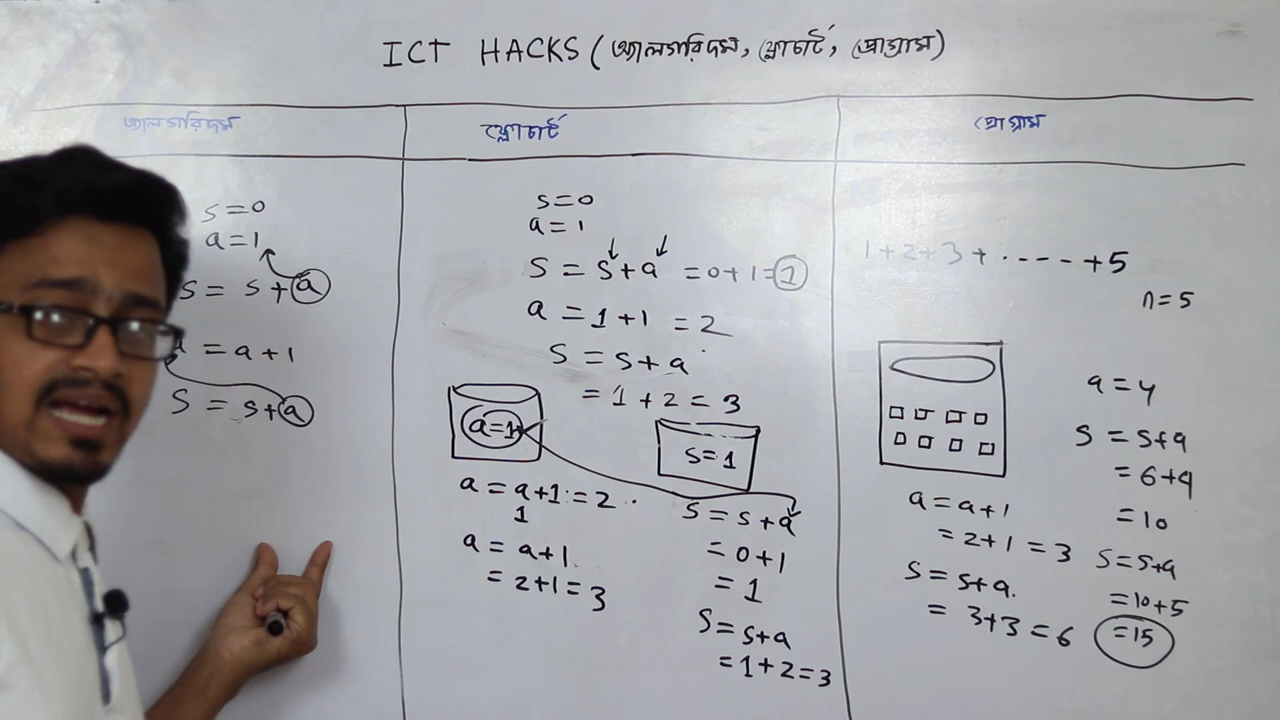 ICT HACKS (অ্যালগরিদম, ফ্লোচার্ট, প্রোগ্রাম)
অ্যালগরিদম
s=0
a=1
s = s+a
a = a+1
s = s+a
ফ্লোচার্ট
s=0
a=1
s = s+a =0+1=1
a =1+1 =2
s = s+a
=1+2=3
a=1
s=1
a = a+1 =2
1
a = a+1
=2+1=3
s=s+a
=0+1
=1
s=s+a
=1+2=3
প্রোগ্রাম
1+2+3+ ----- +5
n=5
a=4
s=s+a
=6+4
=10
a=a+1
=2+1=3
s=s+a
=3+3=6
s=s+a
=10+5
=15